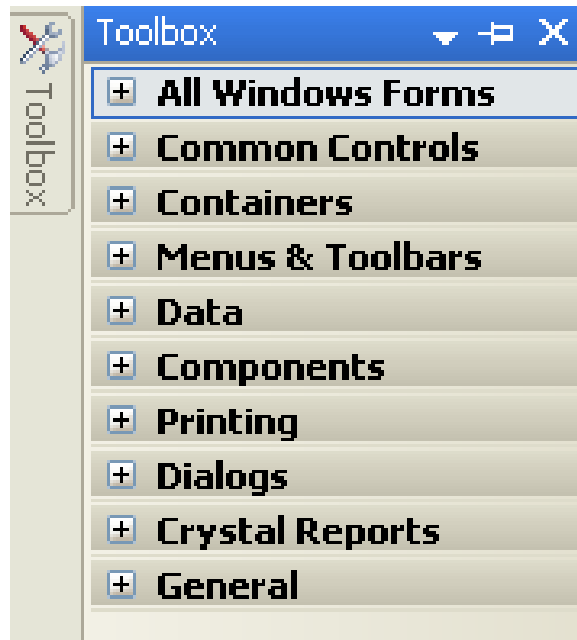 Toolbox
Toolbox
All Windows Forms
Common Controls
Containers
Menus & Toolbars
Data
Components
Printing
Dialogs
Crystal Reports
General